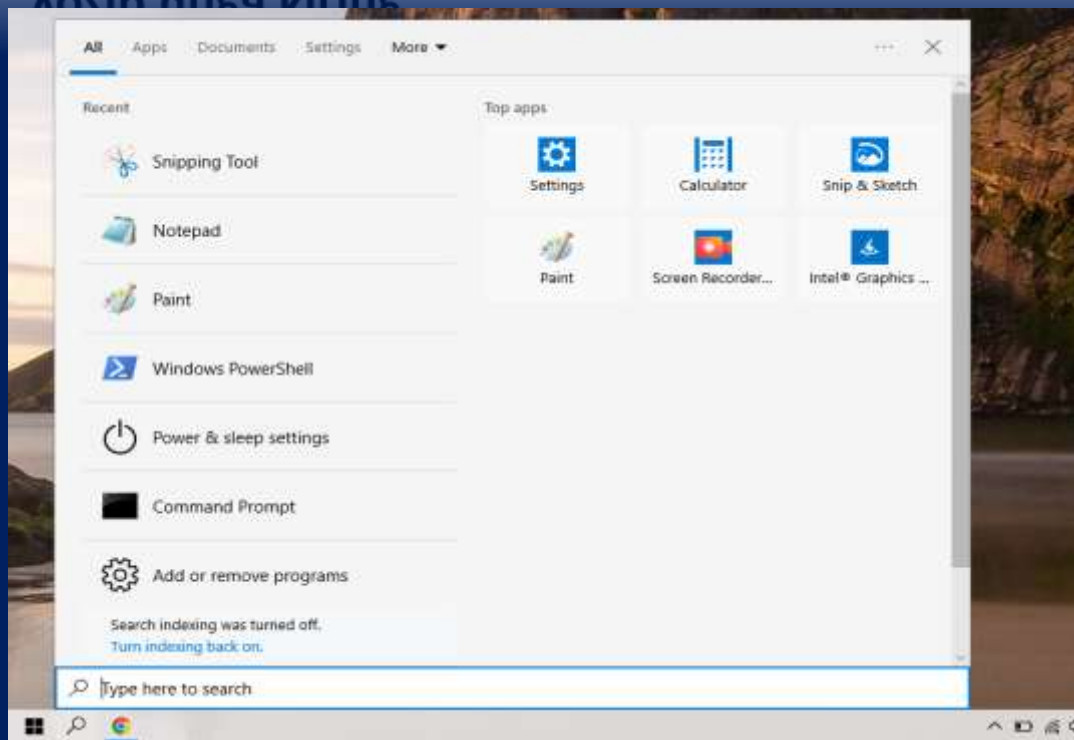 All Apps Documents Settings More
Recent
Snipping Tool
Notepad
Paint
Windows PowerShell
Power & sleep settings
Command Prompt
Add or remove programs
Search indexing was turned off.
Turn indexing back on.
Top apps
Settings Calculator Snip & Sketch
Paint Screen Recorder... Intel® Graphics ...
Type here to search